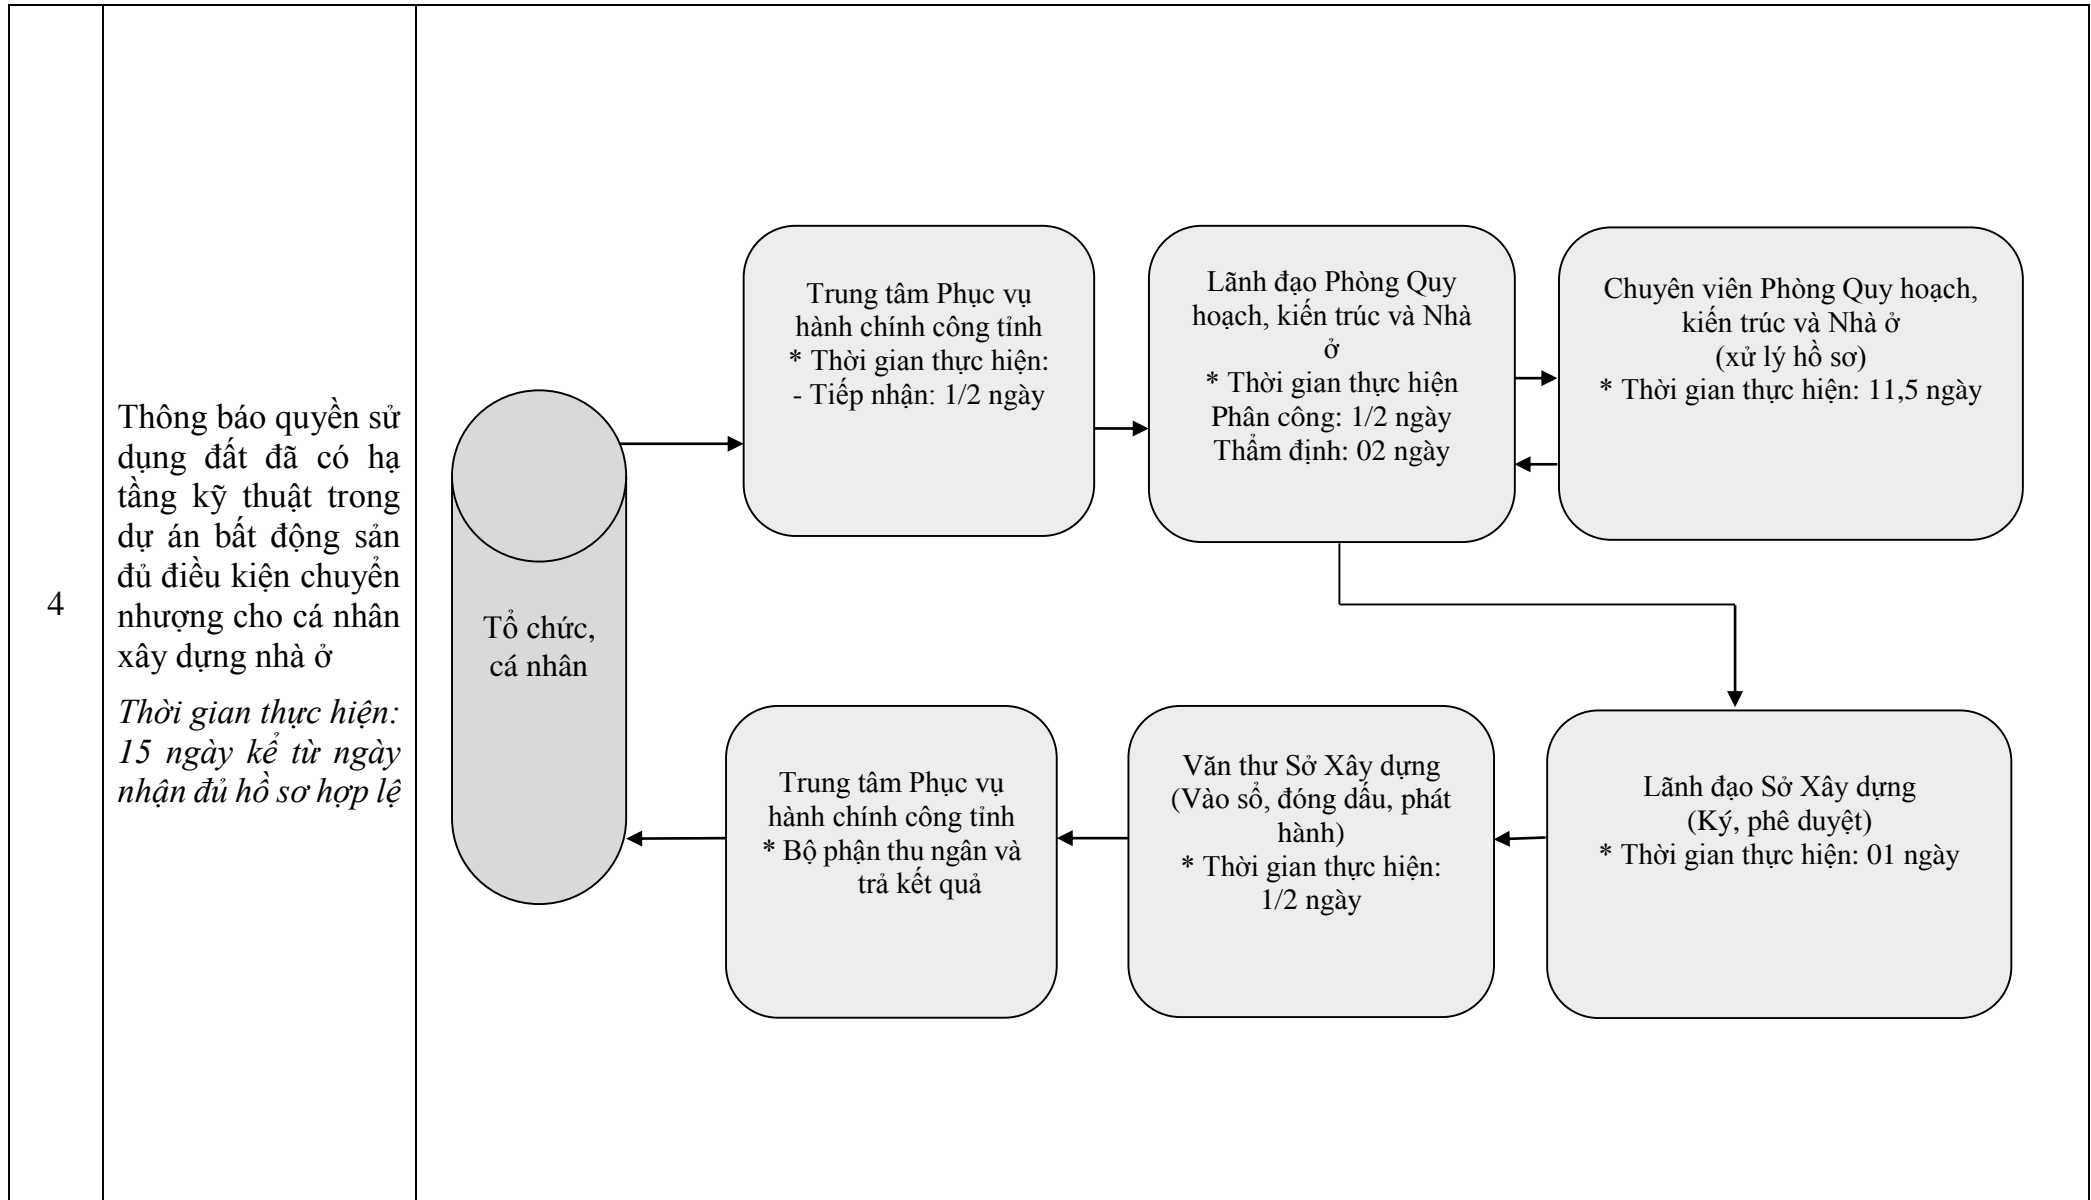 4
Thông báo quyền sử
dụng đất đã có hạ
tầng kỹ thuật trong
dự án bất động sản
đủ điều kiện chuyển
nhượng cho cá nhân
xây dựng nhà ở
Thời gian thực hiện:
15 ngày kể từ ngày
nhận đủ hồ sơ hợp lệ
Tổ chức,
cá nhân
Trung tâm Phục vụ
hành chính công tỉnh
* Thời gian thực hiện:
- Tiếp nhận: 1/2 ngày
Lãnh đạo Phòng Quy
hoạch, kiến trúc và Nhà
ở
* Thời gian thực hiện
Phân công: 1/2 ngày
Thẩm định: 02 ngày
Chuyên viên Phòng Quy hoạch,
kiến trúc và Nhà ở
(xử lý hồ sơ)
* Thời gian thực hiện: 11,5 ngày
Trung tâm Phục vụ
hành chính công tỉnh
* Bộ phận thu ngân và
trả kết quả
Văn thư Sở Xây dựng
(Vào sổ, đóng dấu, phát
hành)
* Thời gian thực hiện:
1/2 ngày
Lãnh đạo Sở Xây dựng
(Ký, phê duyệt)
* Thời gian thực hiện: 01 ngày